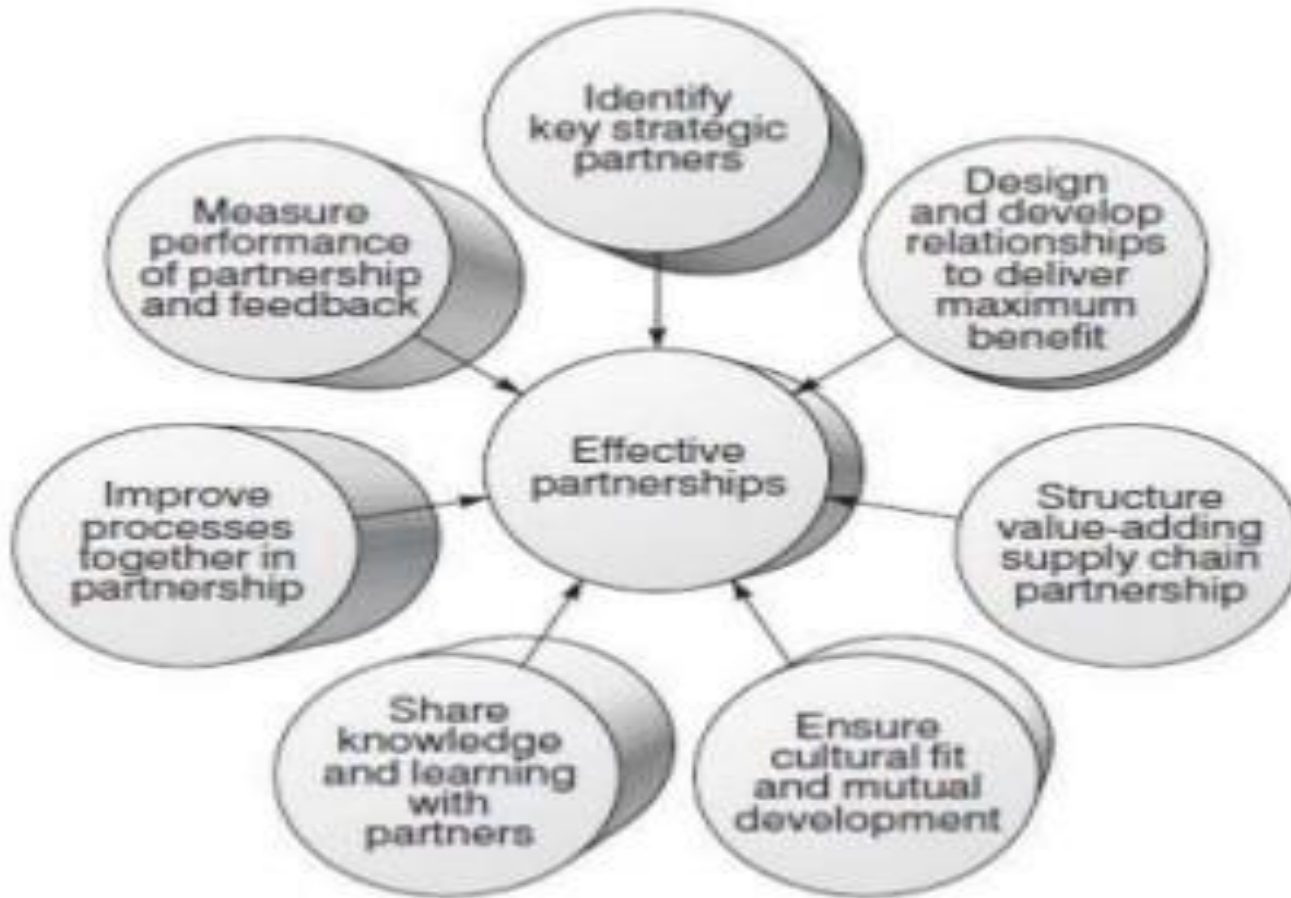 Identify
key strategic
partners
Design
and develop
relationships
to deliver
maximum
benefit
Structure
value-adding
supply chain
partnership
Ensure
cultural fit
and mutual
development
Share
knowledge
and learning
with
partners
Improve
processes
together in
partnership
Measure
performance
of partnership
and feedback
Effective
partnerships